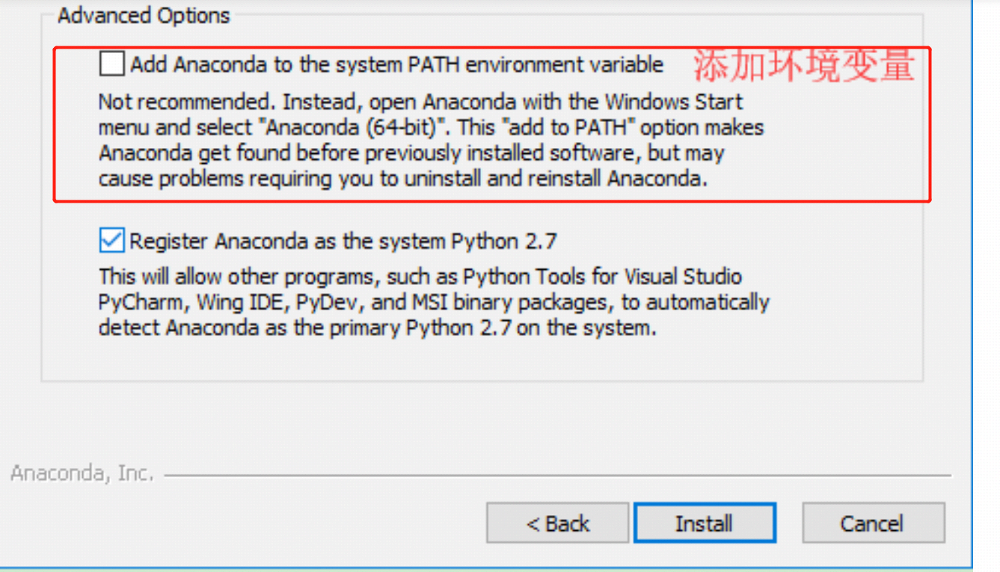 Advanced Options
Add Anaconda to the system PATH environment variable 添加环境变量
Not recommended. Instead, open Anaconda with the Windows Start
menu and select "Anaconda (64-bit)". This "add to PATH" option makes
Anaconda get found before previously installed software, but may
cause problems requiring you to uninstall and reinstall Anaconda.
Register Anaconda as the system Python 2.7
This will allow other programs, such as Python Tools for Visual Studio
PyCharm, Wing IDE, PyDev, and MSI binary packages, to automatically
detect Anaconda as the primary Python 2.7 on the system.
Anaconda, Inc.
< Back Install Cancel